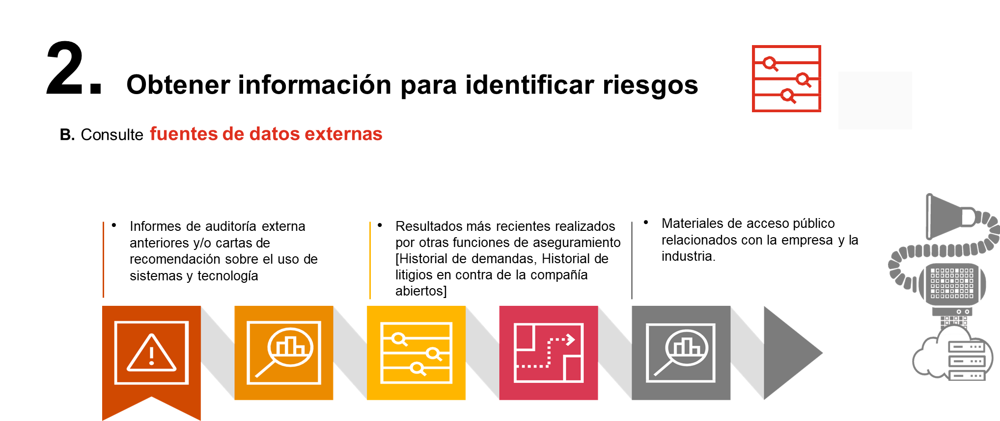 2. Obtener información para identificar riesgos
B. Consulte fuentes de datos externas
• Informes de auditoría externa
anteriores y/o cartas de
recomendación sobre el uso de
sistemas y tecnología
• Resultados más recientes realizados
por otras funciones de aseguramiento
[Historial de demandas, Historial de
litigios en contra de la compañía
abiertos]
• Materiales de acceso público
relacionados con la empresa y la
industria.